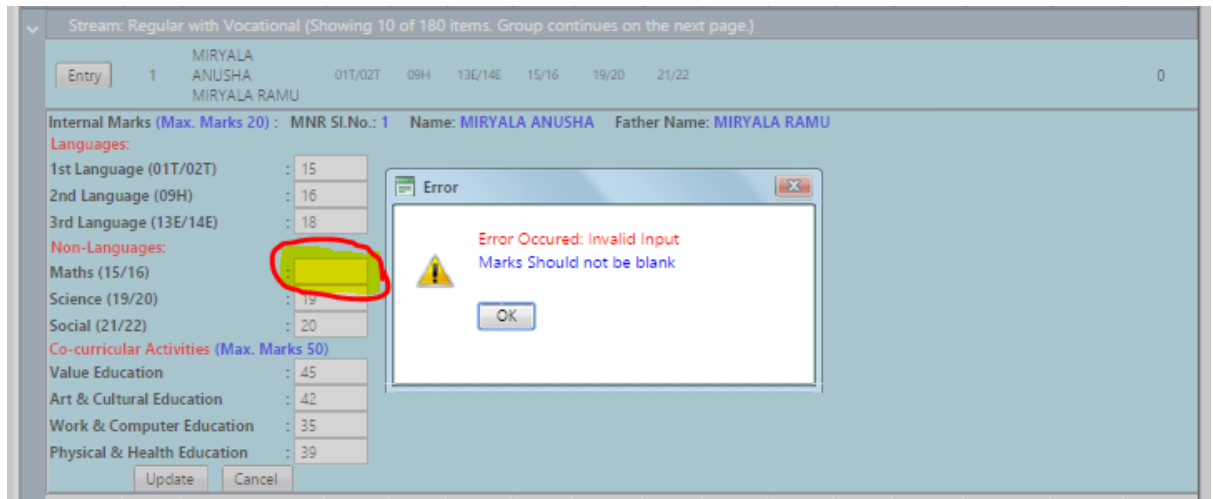 Stream: Regular with Vocational (Showing 10 of 180 items. Group continues on the next page.)
MIRYALA
Entry 1 ANUSHA 01T/02T 09H 13E/14E 15/16 19/20 21/22 0
MIRYALA RAMU
Internal Marks (Max. Marks 20) : MNR Sl.No.: 1 Name: MIRYALA ANUSHA Father Name: MIRYALA RAMU
Languages:
1st Language (01T/02T) : 15
2nd Language (09H) : 16
3rd Language (13E/14E) : 18
Non-Languages:
Maths (15/16) :
Science (19/20) : 19
Social (21/22) : 20
Co-curricular Activities (Max. Marks 50)
Value Education : 45
Art & Cultural Education : 42
Work & Computer Education : 35
Physical & Health Education : 39
Update Cancel
Error
Error Occured: Invalid Input
Marks Should not be blank
OK